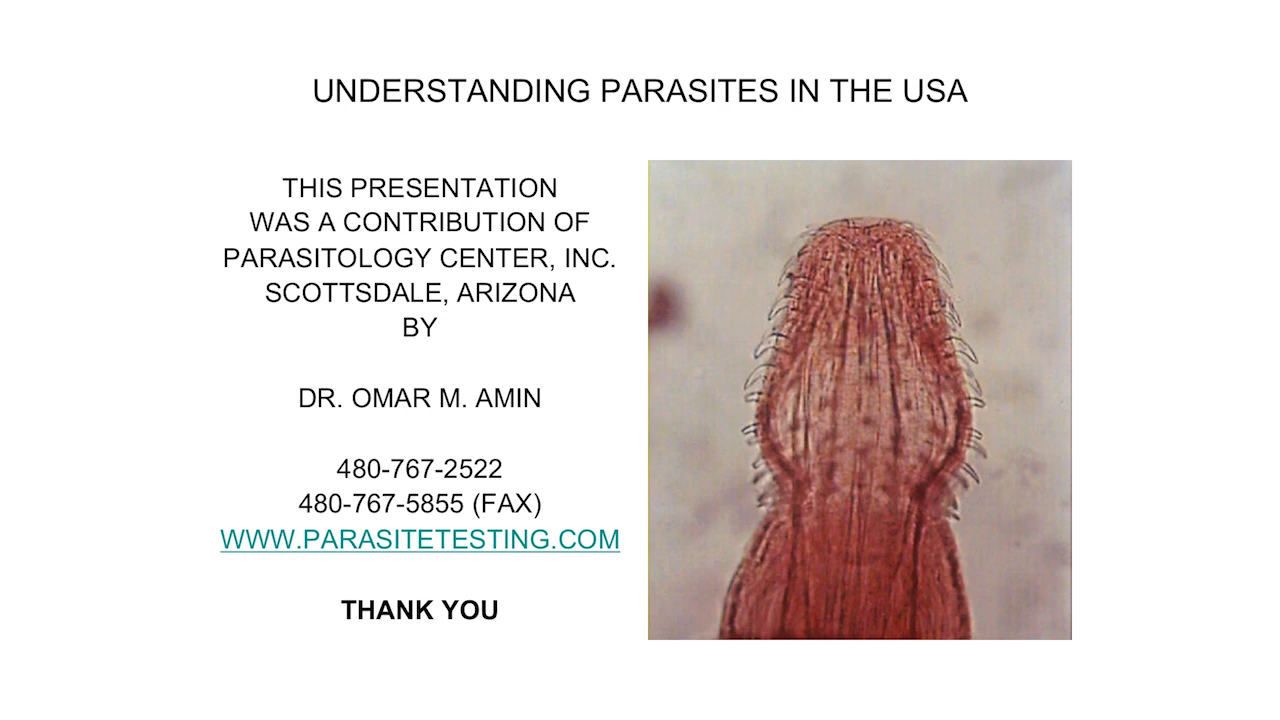 UNDERSTANDING PARASITES IN THE USA
THIS PRESENTATION
WAS A CONTRIBUTION OF
PARASITOLOGY CENTER, INC.
SCOTTSDALE, ARIZONA
BY
DR. OMAR M. AMIN
480-767-2522
480-767-5855 (FAX)
WWW.PARASITETESTING.COM
THANK YOU